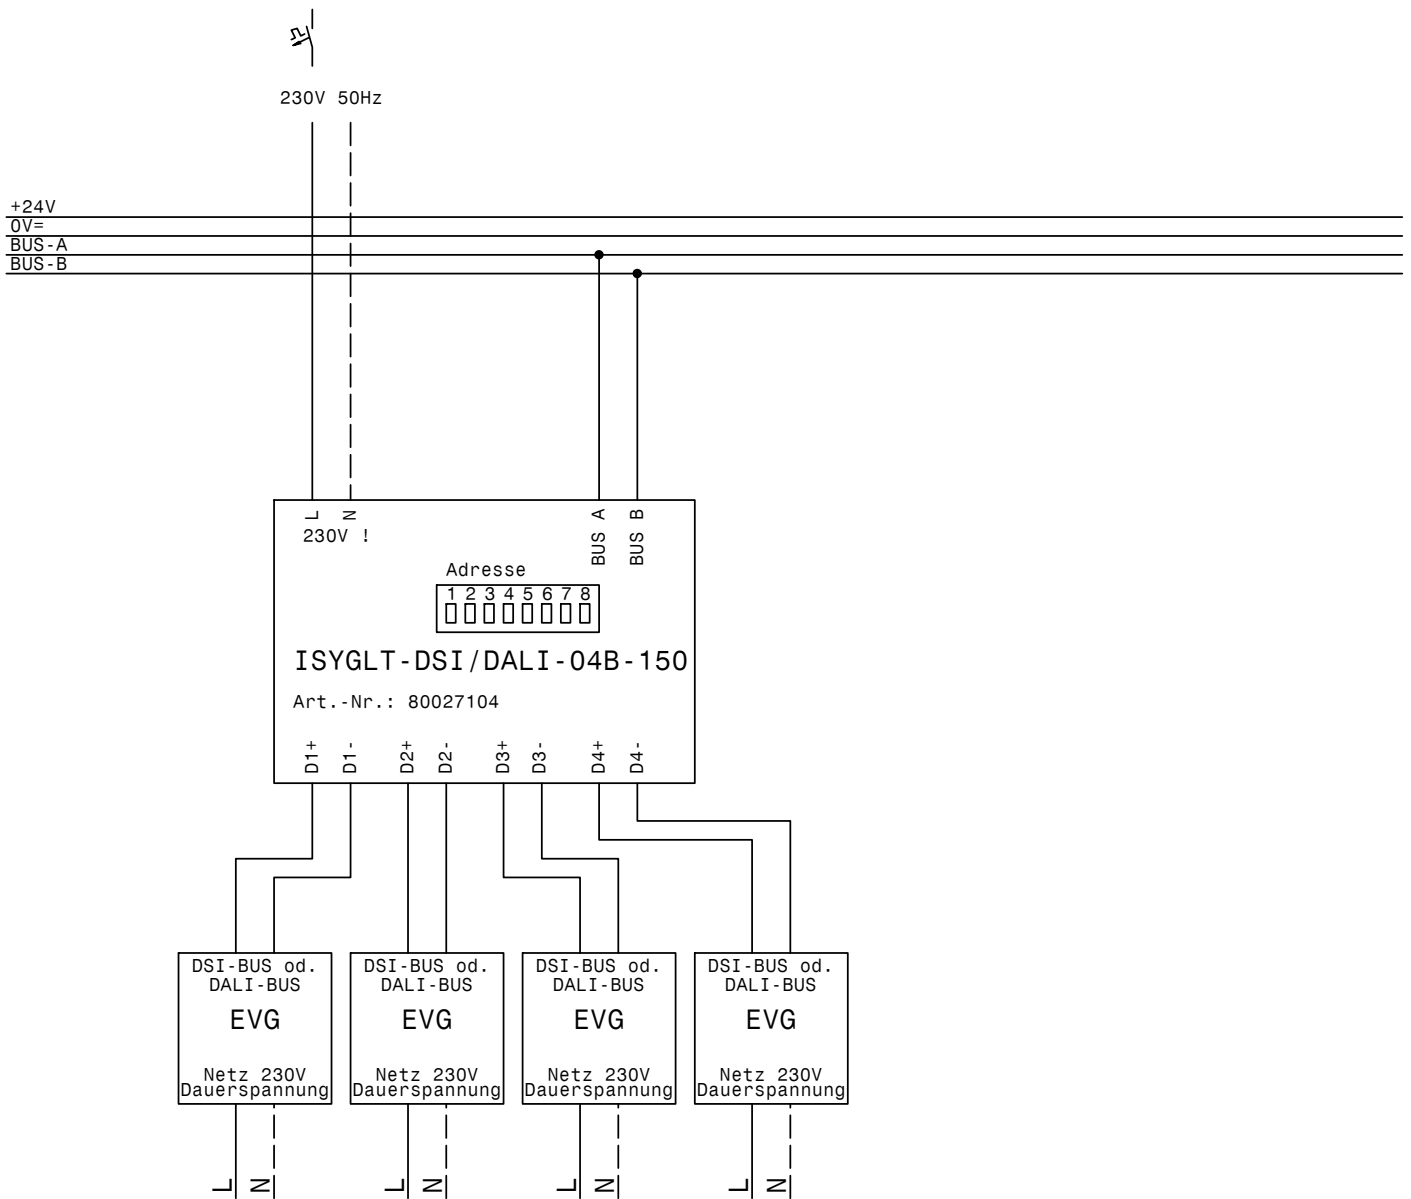 230V 50Hz
+24V
0V=
BUS-A
BUS-B
L N BUS A BUS B
230V !
Adresse
1 2 3 4 5 6 7 8
ISYGLT-DSI/DALI-04B-150
Art.-Nr.: 80027104
D1+ D1- D2+ D2- D3+ D3- D4+ D4-
DSI-BUS od. DSI-BUS od. DSI-BUS od. DSI-BUS od.
DALI-BUS DALI-BUS DALI-BUS DALI-BUS
EVG EVG EVG EVG
Netz 230V Netz 230V Netz 230V Netz 230V
Dauerspannung Dauerspannung Dauerspannung Dauerspannung
L N L N L N L N